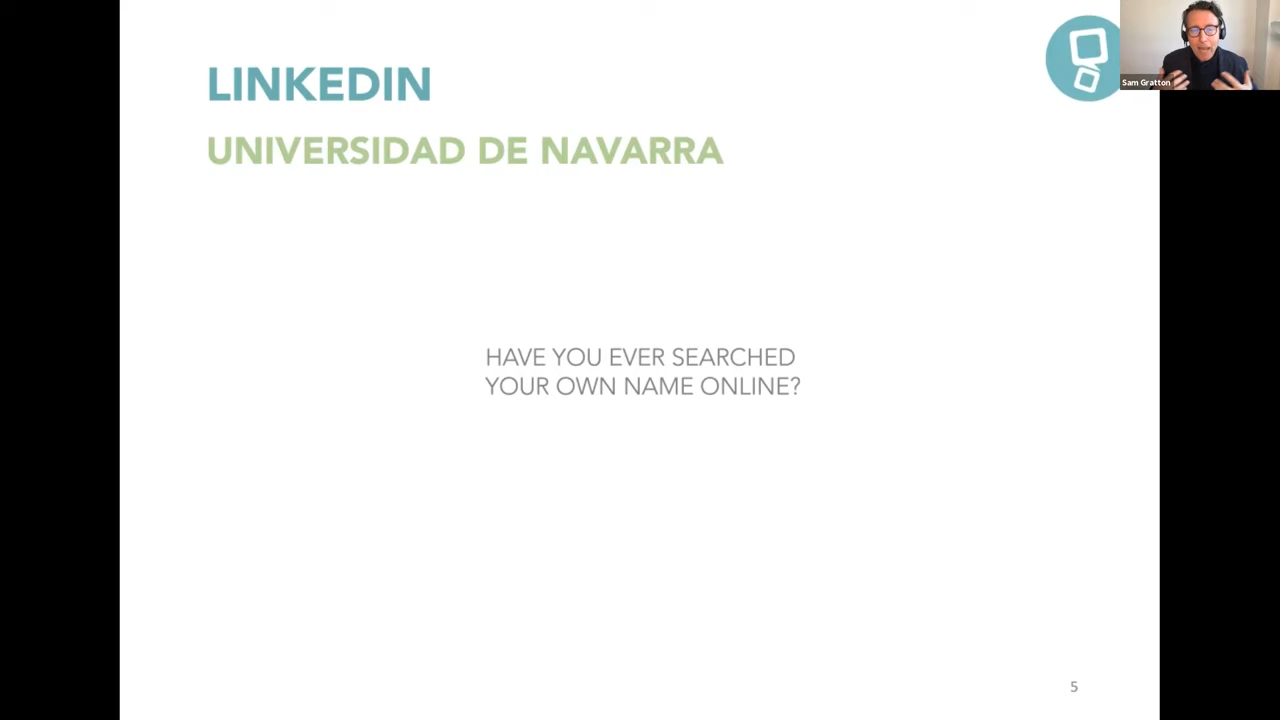 LINKEDIN
UNIVERSIDAD DE NAVARRA
Sam Gratton
HAVE YOU EVER SEARCHED
YOUR OWN NAME ONLINE?
5